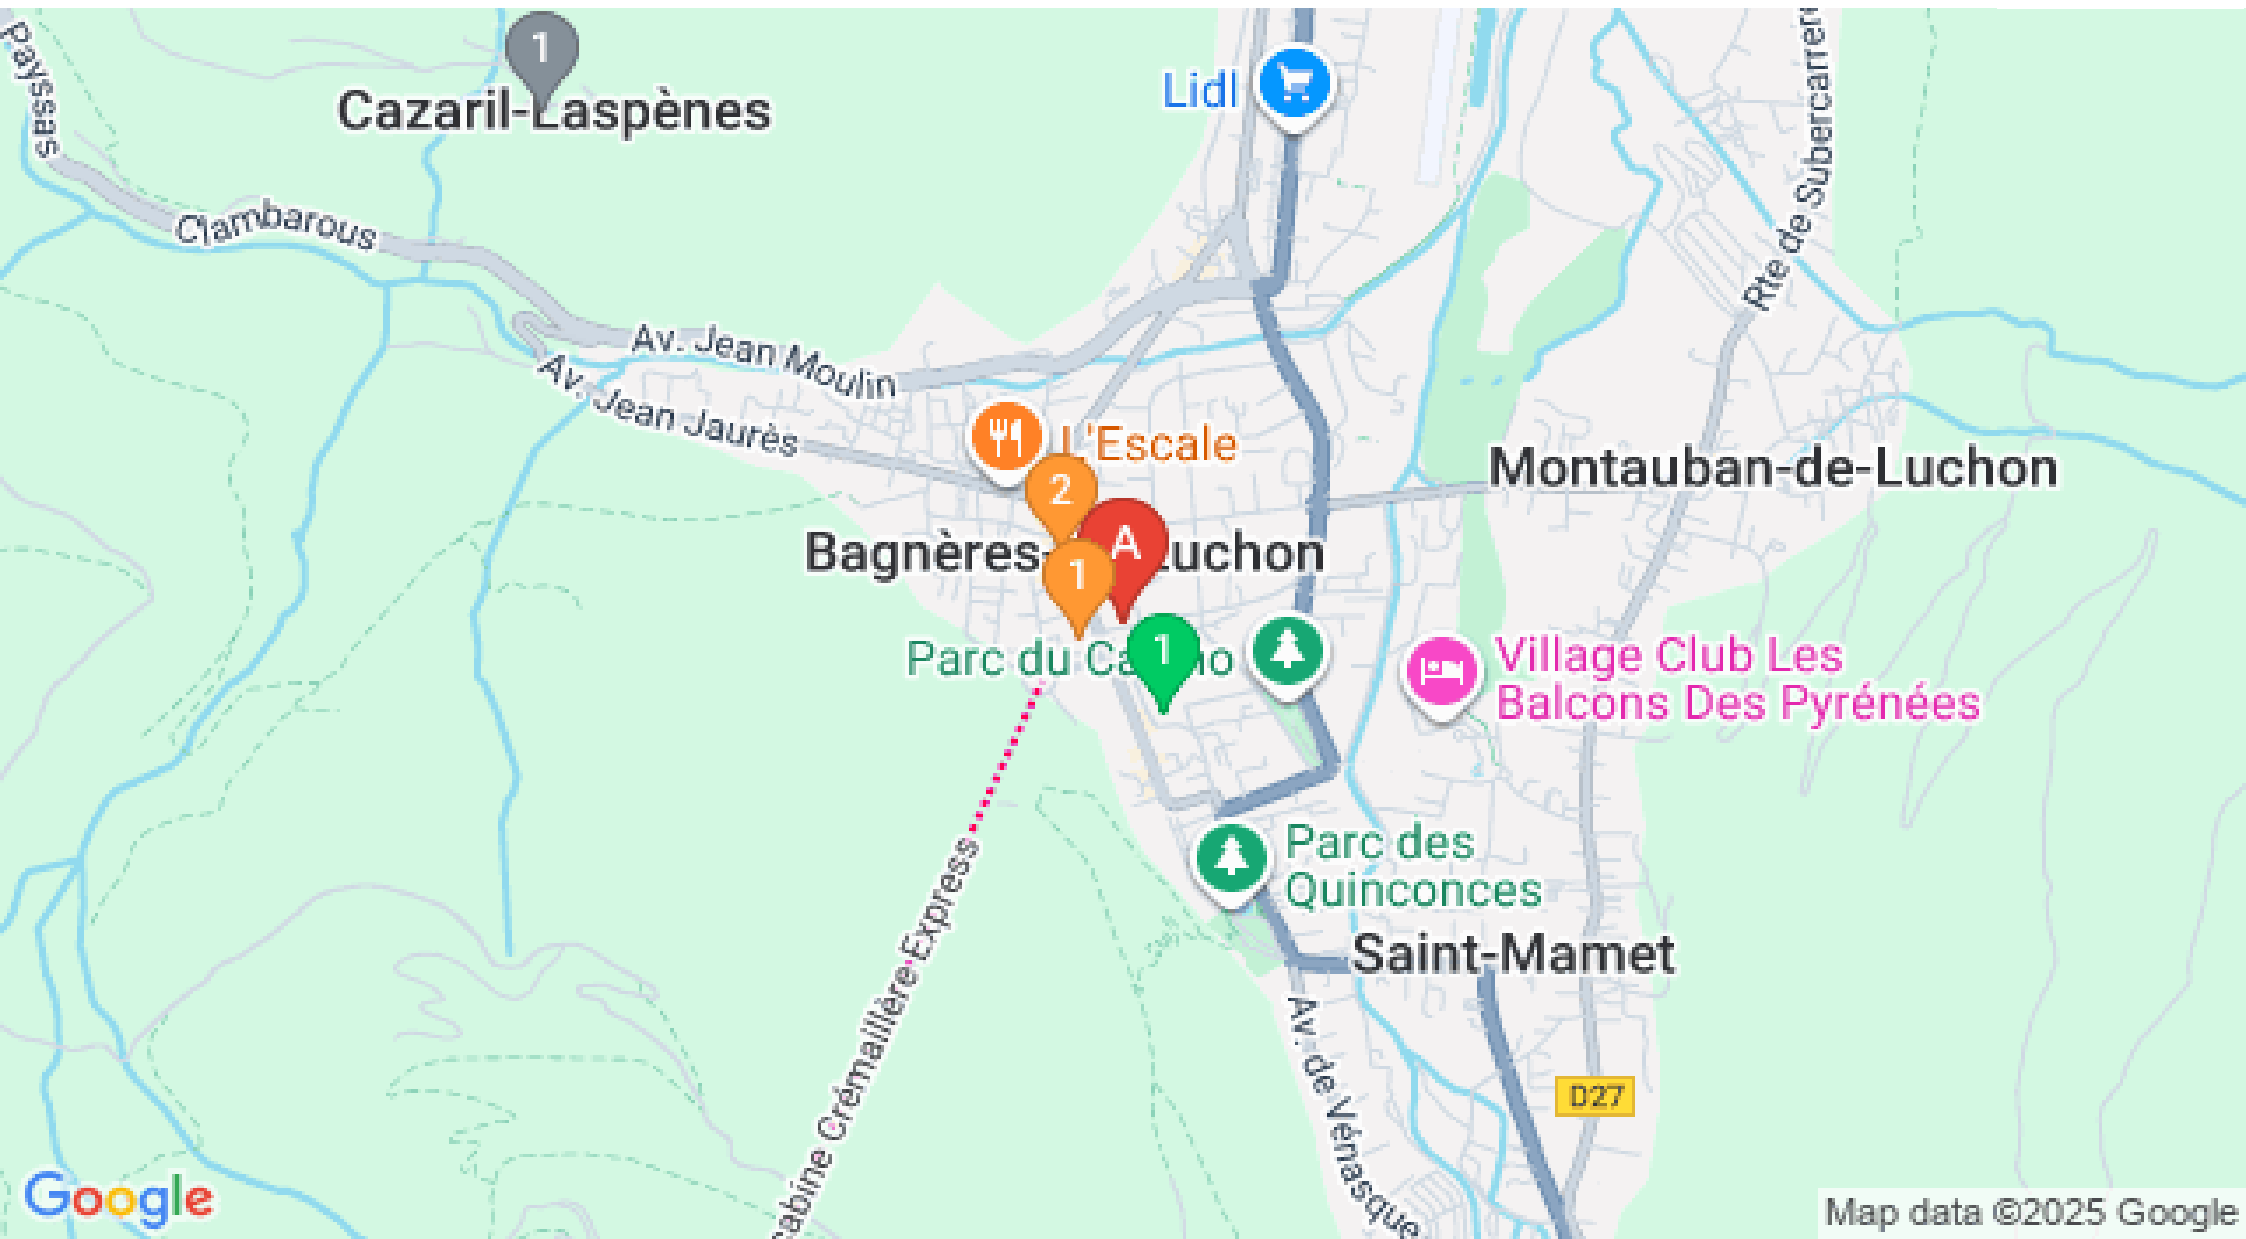 Paysses
1
Cazaril-Laspènes
Lidl
Clambarous
Rte de Subercarrère
Av. Jean Moulin
Av. Jean Jaurès
L'Escale
2
Montauban-de-Luchon
A
Bagnères- uchon
1
Parc du Ca no
1
Village Club Les
Balcons Des Pyrénées
Parc des
Quinconces
Saint-Mamet
cabine Crémaillère Express
Av. de Vénasque
D27
Google
Map data ©2025 Google